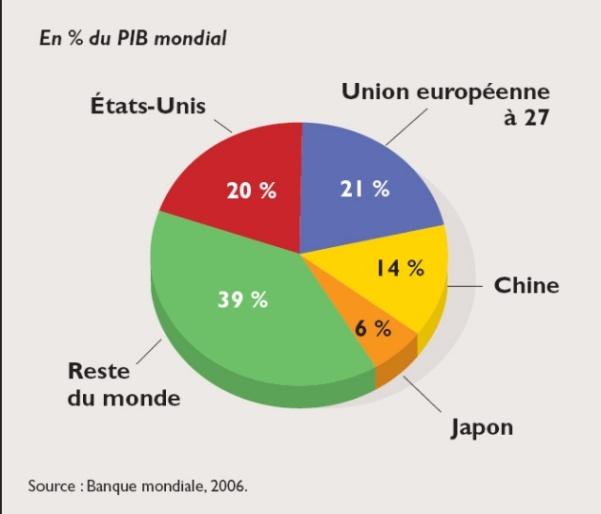 En % du PIB mondial
Union européenne
à 27
États-Unis
20 %
21 %
14 %
Chine
39 %
6 %
Reste
du monde
Japon
Source : Banque mondiale, 2006.